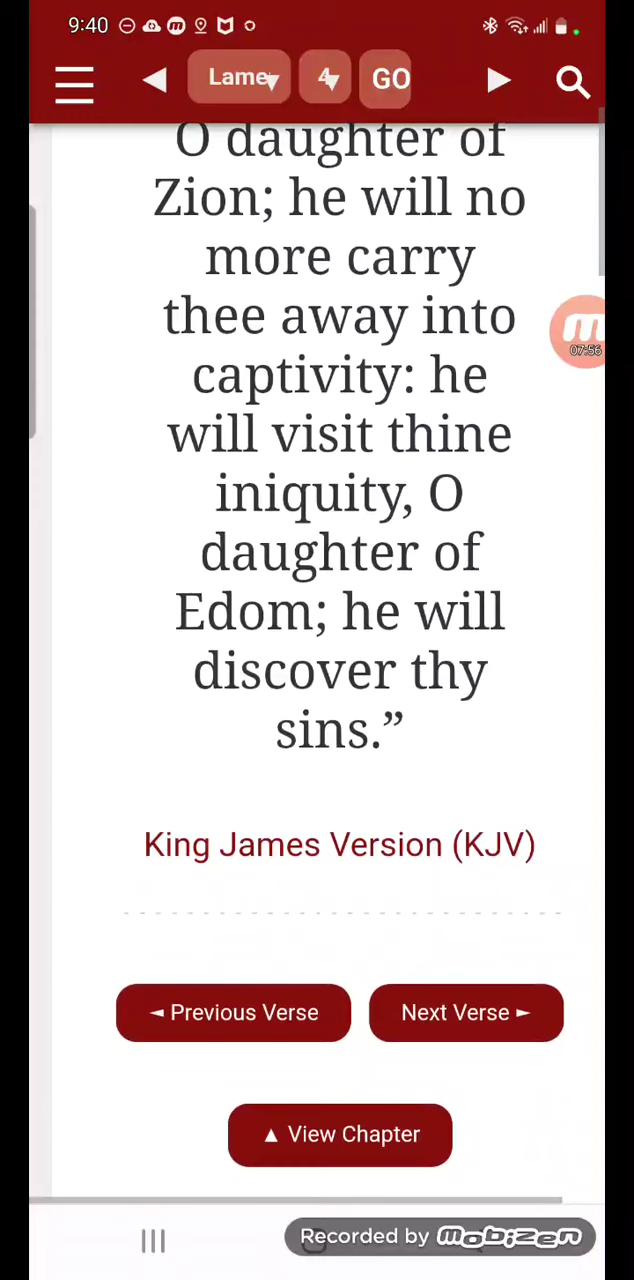 9:40
Lame 4 GO
O daughter of
Zion; he will no
more carry
thee away into
captivity: he
will visit thine
iniquity, O
daughter of
Edom; he will
discover thy
sins.”
07:56
King James Version (KJV)
◄ Previous Verse
Next Verse ►
▲ View Chapter
Recorded by mobizen